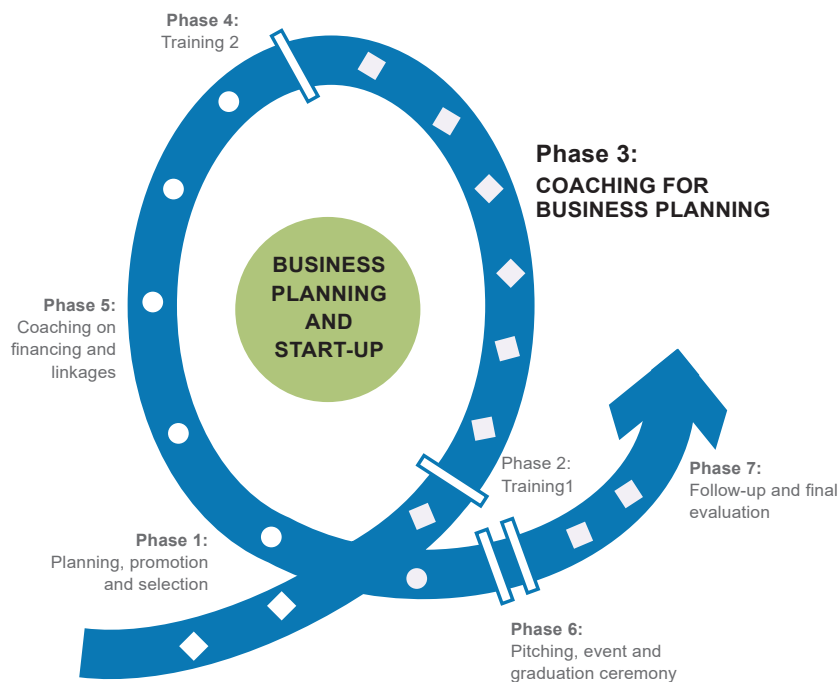 Phase 4:
Training 2
Phase 3:
COACHING FOR
BUSINESS PLANNING
BUSINESS
PLANNING
AND
START-UP
Phase 5:
Coaching on
financing and
linkages
Phase 2:
Training1
Phase 7:
Follow-up and final
evaluation
Phase 1:
Planning, promotion
and selection
Phase 6:
Pitching, event and
graduation ceremony